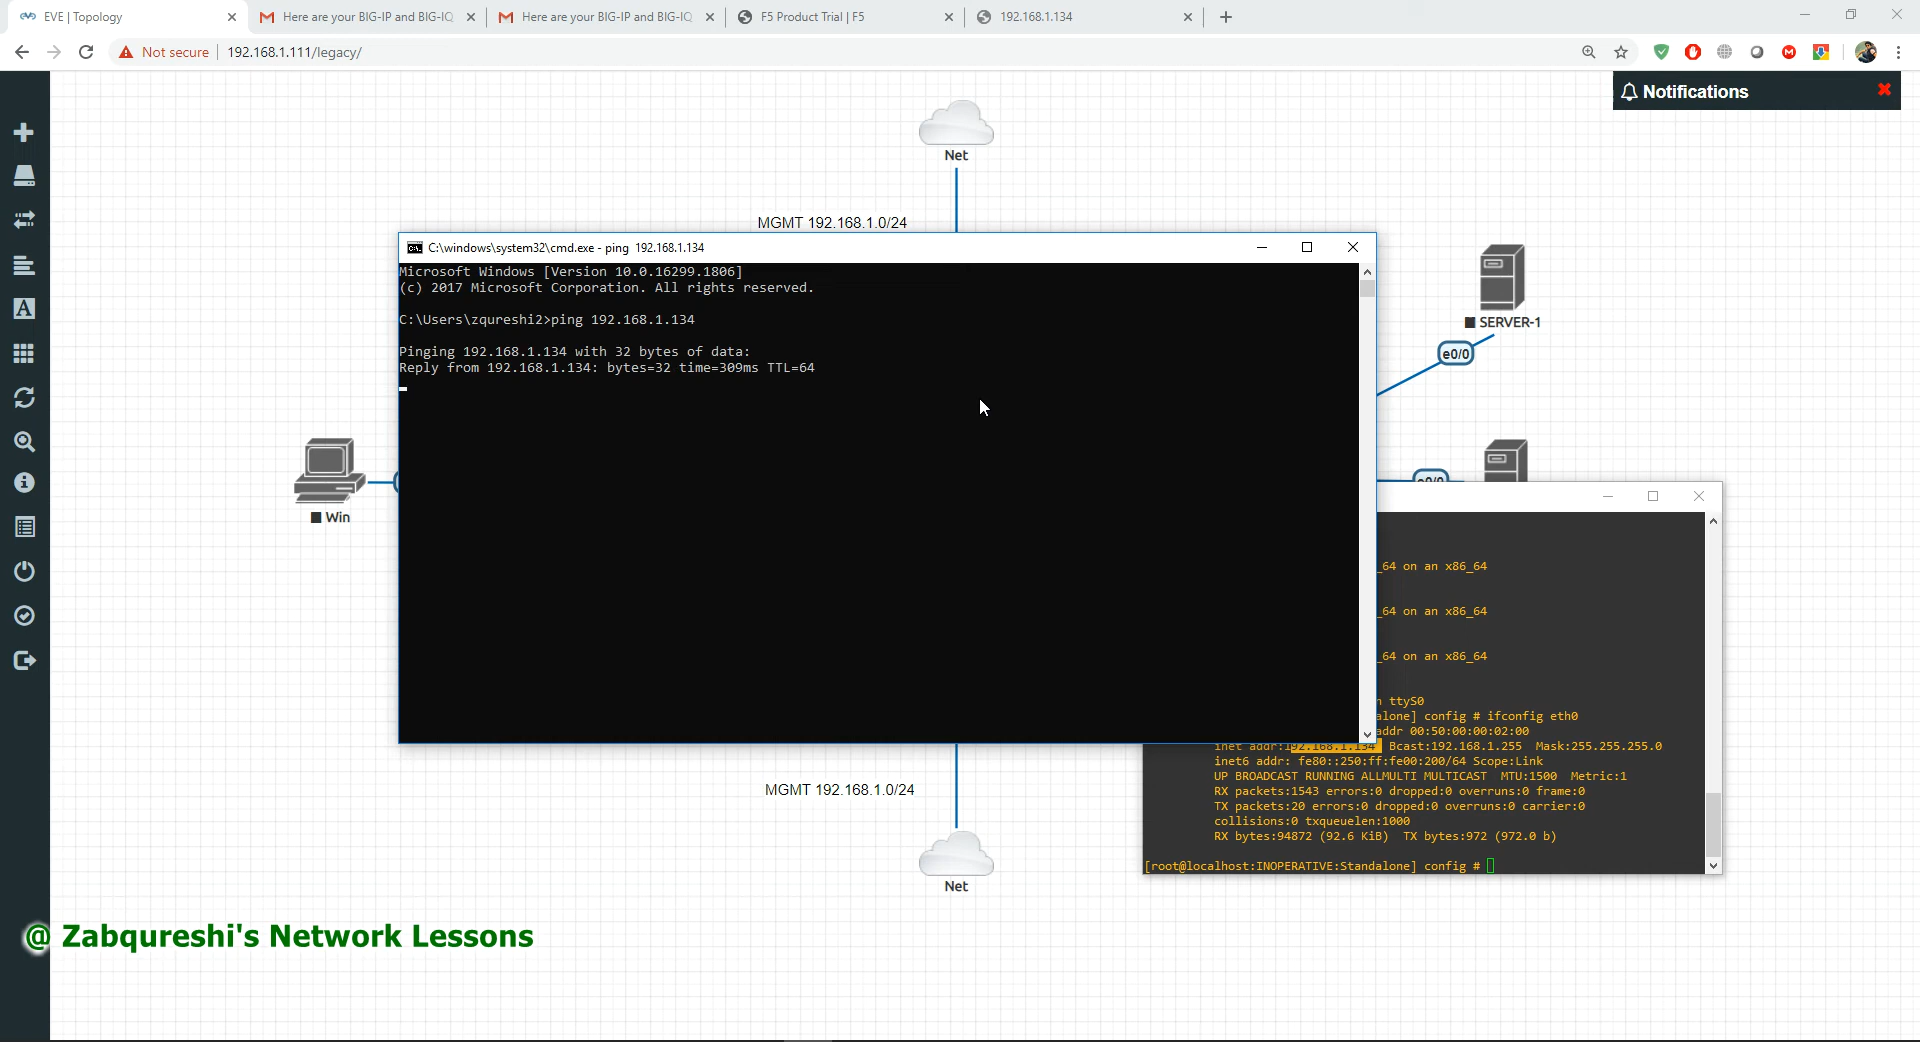 EVE | Topology
Here are your BIG-IP and BIG-IQ
Here are your BIG-IP and BIG-IQ
F5 Product Trial | F5
192.168.1.134
Not secure
192.168.1.111/legacy/
Notifications
Net
MGMT 192.168.1.0/24
C:\windows\system32\cmd.exe - ping 192.168.1.134
Microsoft Windows [Version 10.0.16299.1806]
(c) 2017 Microsoft Corporation. All rights reserved.
C:\Users\zqureshi2>ping 192.168.1.134
Pinging 192.168.1.134 with 32 bytes of data:
Reply from 192.168.1.134: bytes=32 time=309ms TTL=64
SERVER-1
e0/0
Win
_64 on an x86_64
_64 on an x86_64
_64 on an x86_64
ttyS0
alone] config # ifconfig eth0
addr 00:50:00:00:02:00
inet addr:192.168.1.134 Bcast:192.168.1.255 Mask:255.255.255.0
inet6 addr: fe80::250:ff:fe00:200/64 Scope:Link
UP BROADCAST RUNNING ALLMULTI MULTICAST MTU:1500 Metric:1
RX packets:1543 errors:0 dropped:0 overruns:0 frame:0
TX packets:20 errors:0 dropped:0 overruns:0 carrier:0
collisions:0 txqueuelen:1000
RX bytes:94872 (92.6 KiB) TX bytes:972 (972.0 b)
[root@localhost:INOPERATIVE:Standalone] config #
MGMT 192.168.1.0/24
Net
@ Zabqureshi's Network Lessons